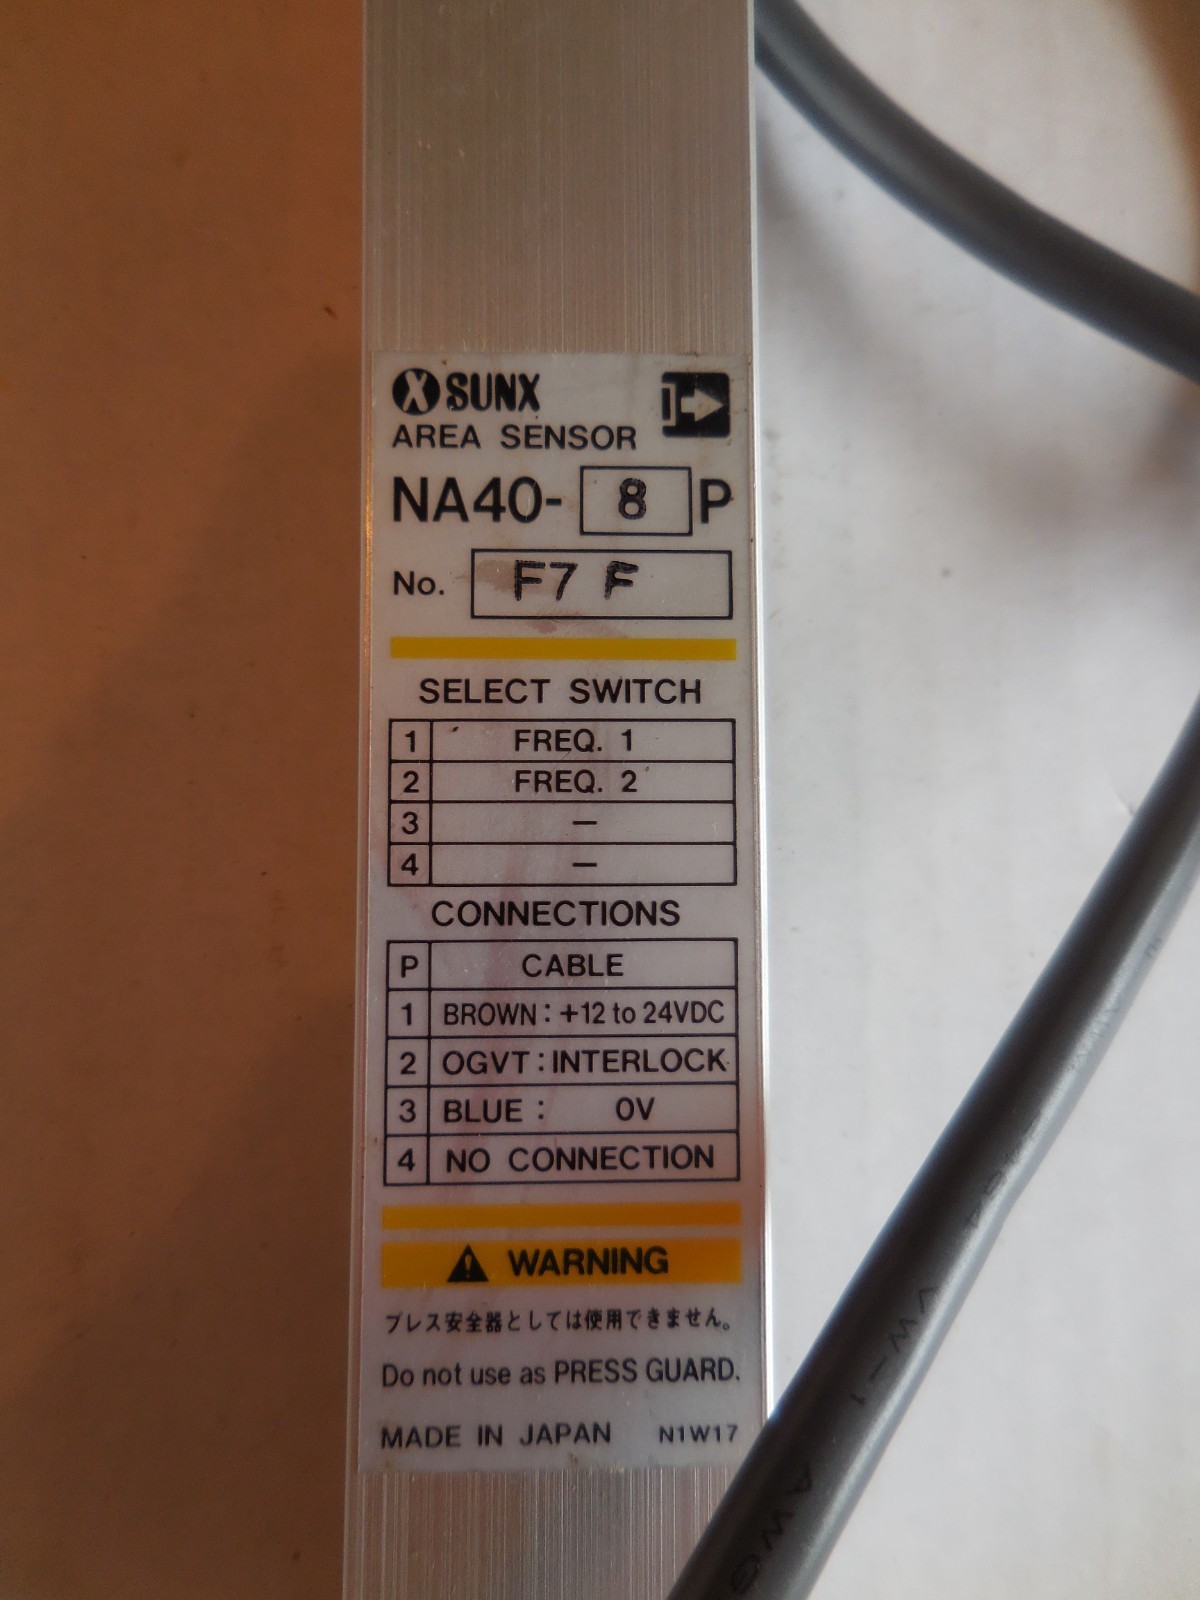 SUNX
AREA SENSOR
NA40- 8 P
No. F7 F
SELECT SWITCH
1 FREQ. 1
2 FREQ. 2
3 —
4 —
CONNECTIONS
P CABLE
1 BROWN : +12 to 24VDC
2 OGVT : INTERLOCK
3 BLUE : 0V
4 NO CONNECTION
WARNING
プレス安全器としては使用できません。
Do not use as PRESS GUARD.
MADE IN JAPAN N1W17
VW-1
AWG